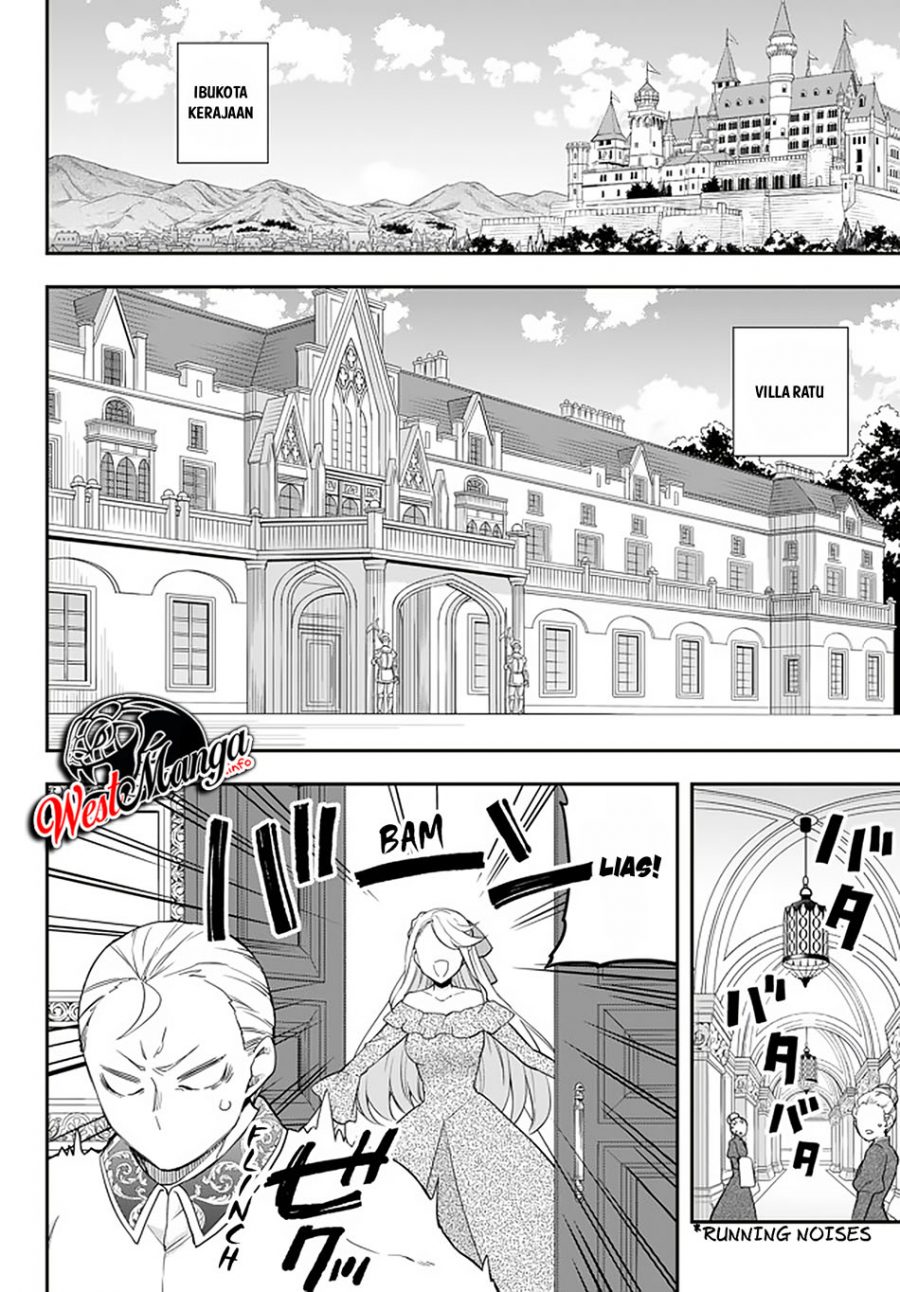 IBUKOTA
KERAJAAN
VILLA RATU
バタ
バタ
バタ
*RUNNING NOISES
LIAS!
バン
BAM
ビク
FLINCH
WestManga
.info